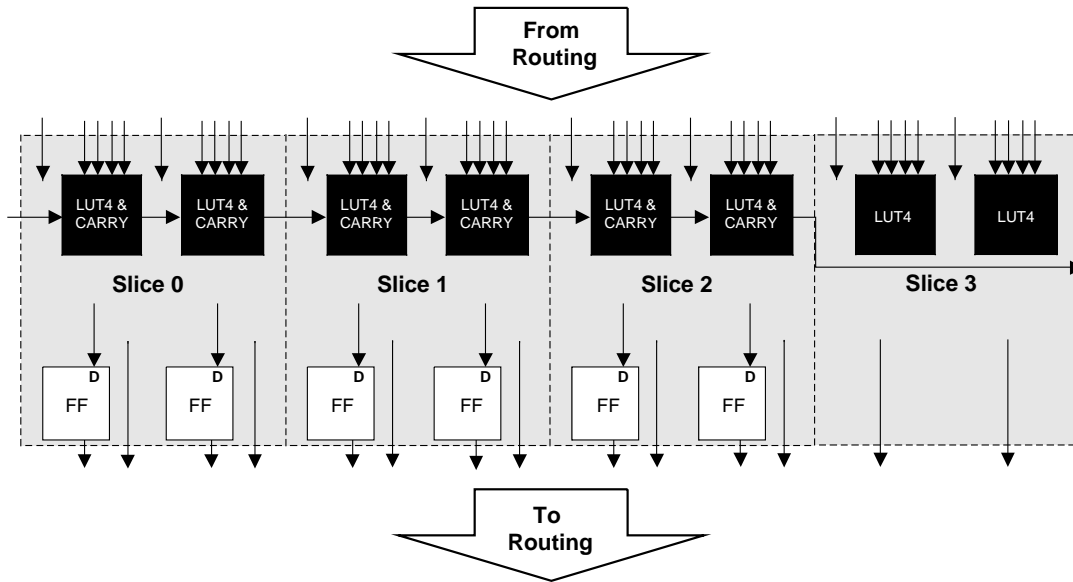 From
Routing
LUT4 &
CARRY
LUT4 &
CARRY
LUT4 &
CARRY
LUT4 &
CARRY
LUT4 &
CARRY
LUT4 &
CARRY
LUT4
LUT4
Slice 0
Slice 1
Slice 2
Slice 3
D
FF
D
FF
D
FF
D
FF
D
FF
D
FF
To
Routing